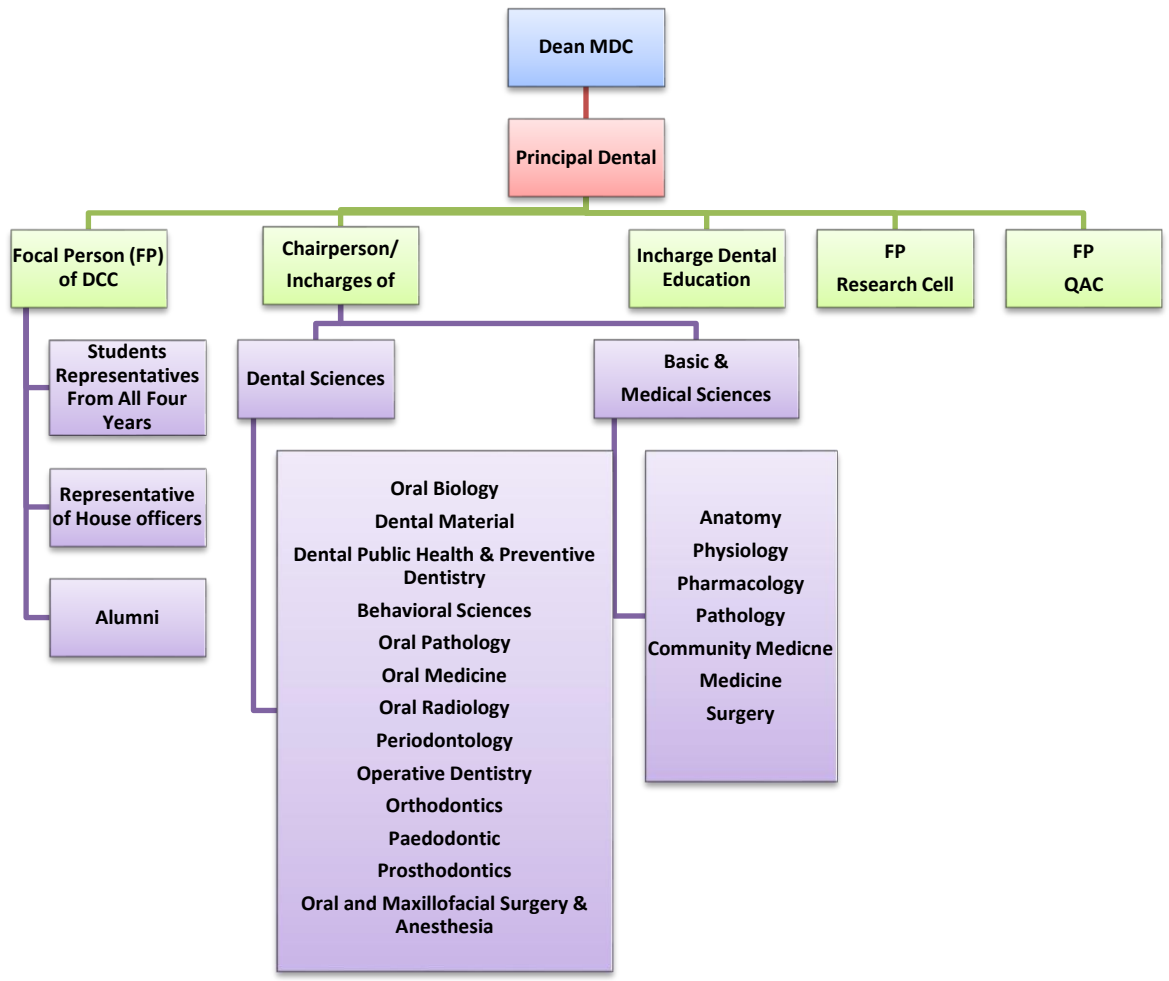 Dean MDC
Principal Dental
Focal Person (FP)
of DCC
Chairperson/
Incharges of
Incharge Dental
Education
FP
Research Cell
FP
QAC
Students
Representatives
From All Four
Years
Representative
of House officers
Alumni
Dental Sciences
Basic &
Medical Sciences
Oral Biology
Dental Material
Dental Public Health & Preventive
Dentistry
Behavioral Sciences
Oral Pathology
Oral Medicine
Oral Radiology
Periodontology
Operative Dentistry
Orthodontics
Paedodontic
Prosthodontics
Oral and Maxillofacial Surgery &
Anesthesia
Anatomy
Physiology
Pharmacology
Pathology
Community Medicne
Medicine
Surgery